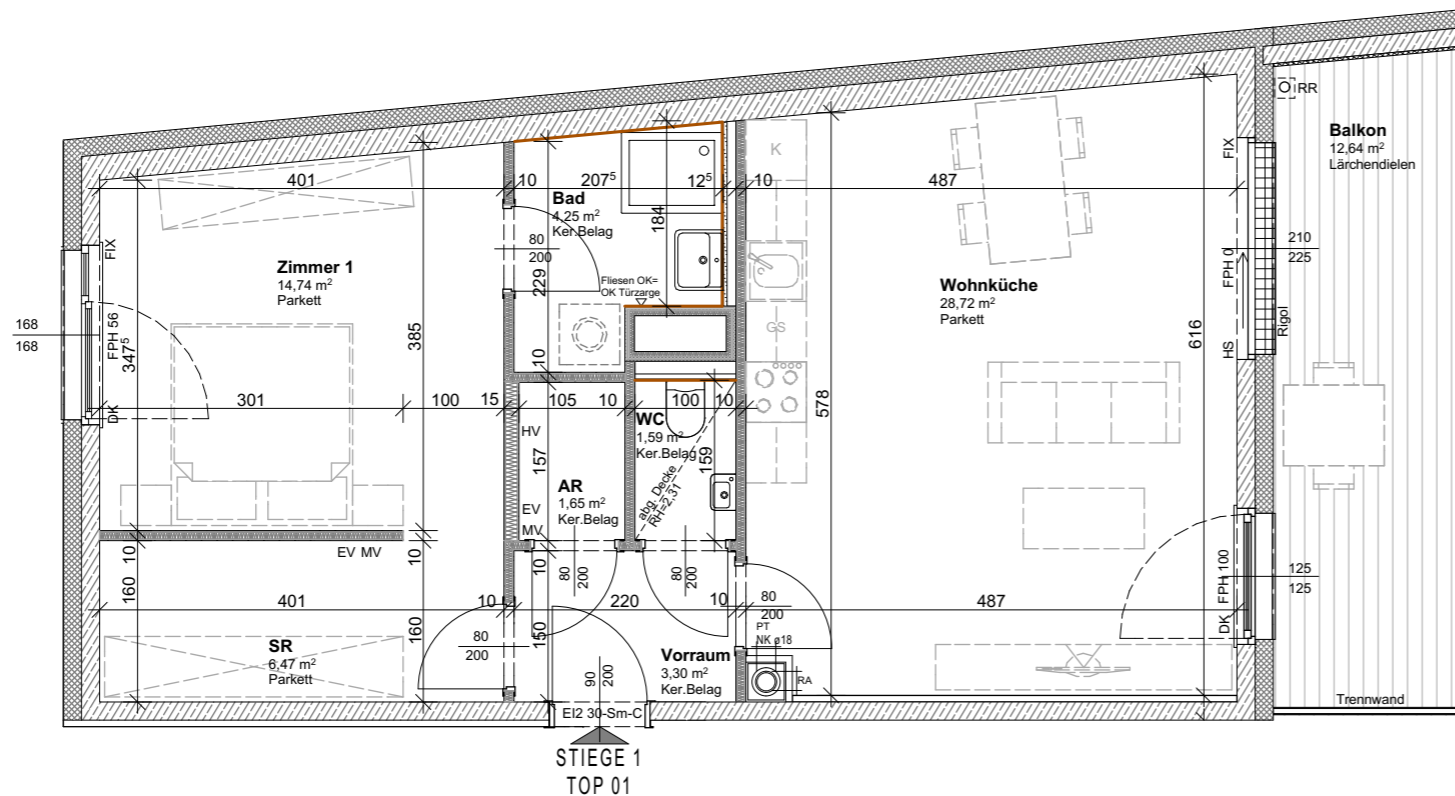 RR
Balkon
12,64 m²
Lärchendielen
FIX
K
401
10
207⁵
12⁵
10
487
Bad
4,25 m²
Ker.Belag
184
80
200
229
210
225
FPH 0
HS
Rigol
FIX
Zimmer 1
14,74 m²
Parkett
Fliesen OK=
OK Türzarge
Wohnküche
28,72 m²
Parkett
168
168
FPH 56
347⁵
385
GS
616
DK
10
301
100
15
105
10
100
10
578
HV
157
WC
1,59 m²
Ker.Belag
159
AR
1,65 m²
Ker.Belag
abg. Decke
RH=2,31
EV
MV
EV MV
10
10
160
10
80
200
80
200
125
125
FPH 100
DK
401
10
220
10
487
80
200
PT
NK ø18
160
150
80
200
SR
6,47 m²
Parkett
Vorraum
3,30 m²
Ker.Belag
90
200
RA
EI2 30-Sm-C
Trennwand
STIEGE 1
TOP 01